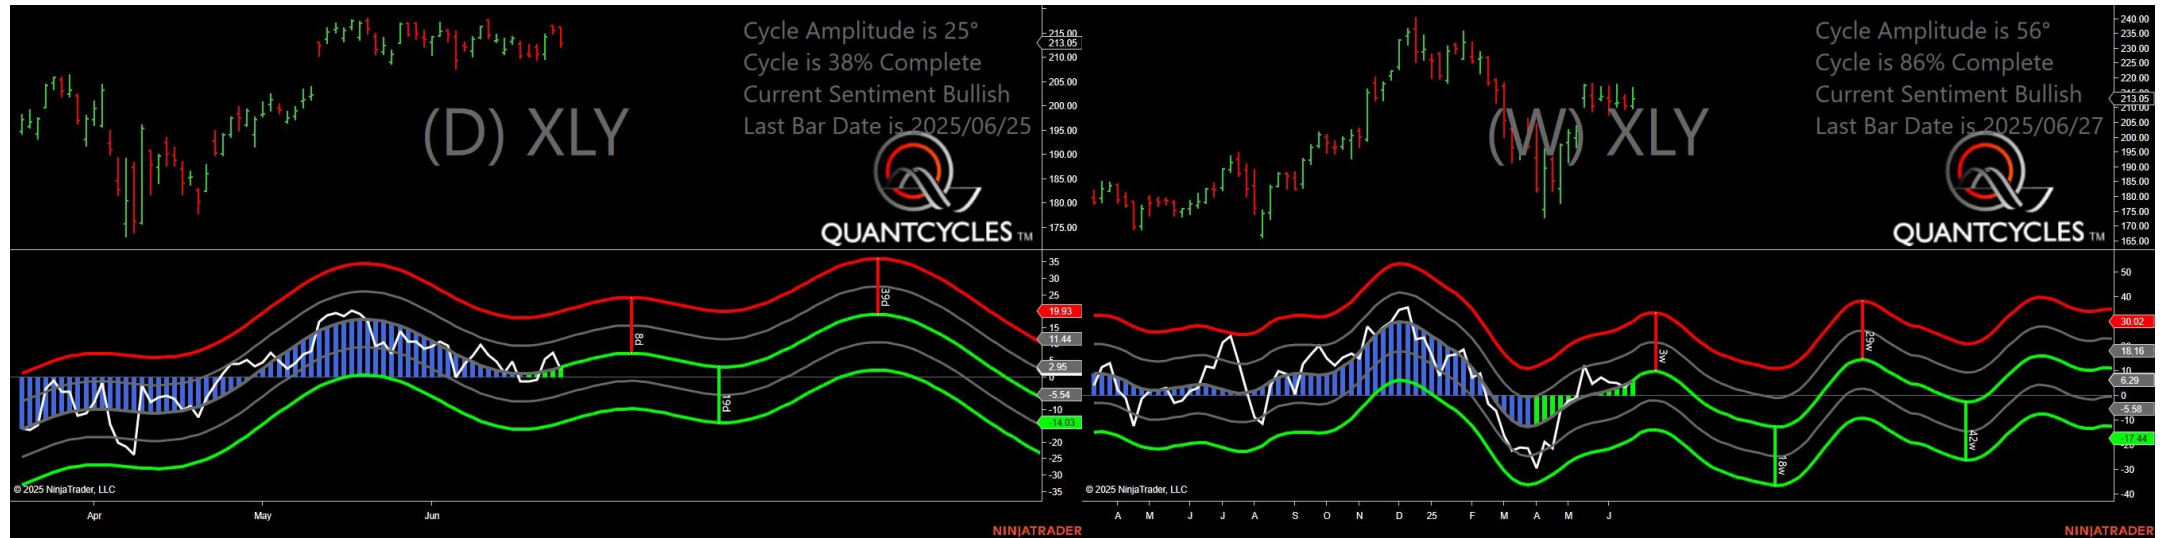 Cycle Amplitude is 25°
Cycle is 38% Complete
Current Sentiment Bullish
Last Bar Date is 2025/06/25
(D) XLY
QUANTCYCLES TM
215.00
213.05
210.00
205.00
200.00
195.00
190.00
185.00
180.00
175.00
8d
19d
39d
35
30
25
19.93
15
11.44
2.95
0
-5.54
-10
-14.03
-20
-25
-30
-35
© 2025 NinjaTrader, LLC
Apr
May
Jun
NINJATRADER
Cycle Amplitude is 56°
Cycle is 86% Complete
Current Sentiment Bullish
Last Bar Date is 2025/06/27
(W) XLY
QUANTCYCLES TM
240.00
235.00
230.00
225.00
220.00
213.05
210.00
205.00
200.00
195.00
190.00
185.00
180.00
175.00
170.00
165.00
3w
18w
29w
42w
50
40
30.02
18.16
10
6.29
0
-5.58
-10
-17.44
-30
-40
© 2025 NinjaTrader, LLC
A M J J A S O N D 25 F M A M J
NINJATRADER